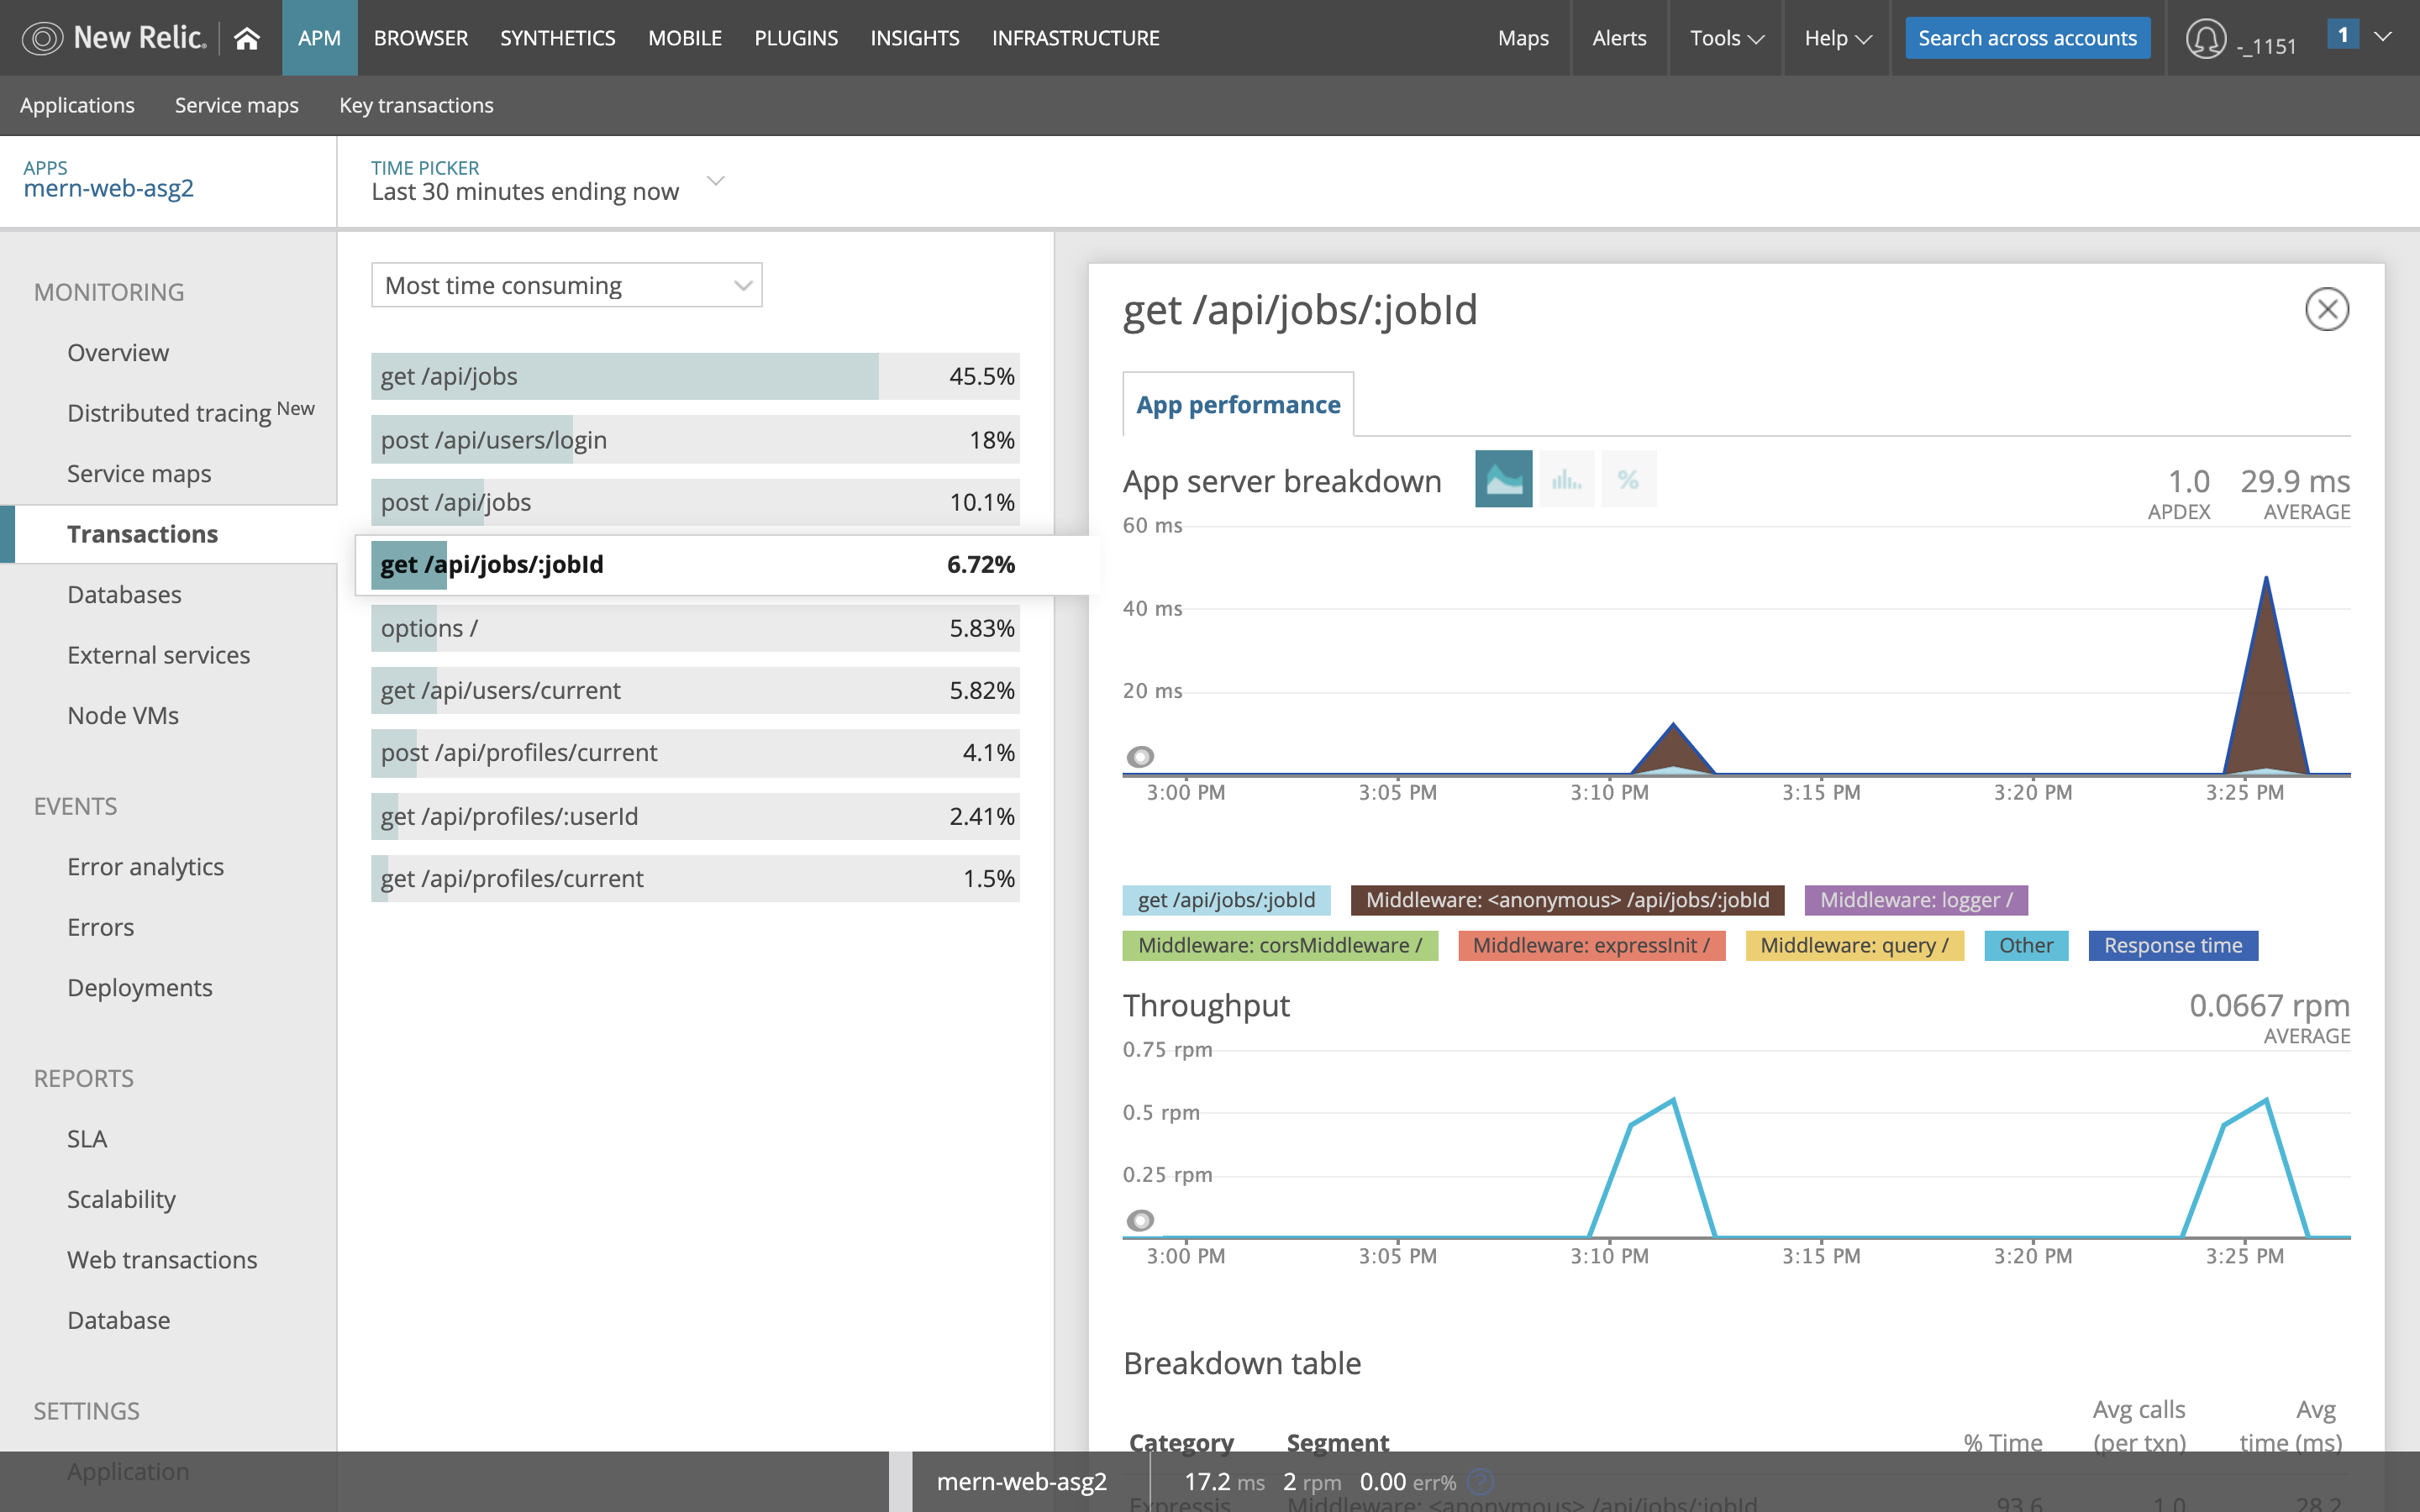 New Relic.
APM
BROWSER
SYNTHETICS
MOBILE
PLUGINS
INSIGHTS
INFRASTRUCTURE
Maps
Alerts
Tools
Help
Search across accounts
-_1151
1
Applications
Service maps
Key transactions
APPS
mern-web-asg2
TIME PICKER
Last 30 minutes ending now
MONITORING
Overview
Distributed tracing New
Service maps
Transactions
Databases
External services
Node VMs
EVENTS
Error analytics
Errors
Deployments
REPORTS
SLA
Scalability
Web transactions
Database
SETTINGS
Application
Most time consuming
get /api/jobs 45.5%
post /api/users/login 18%
post /api/jobs 10.1%
get /api/jobs/:jobId 6.72%
options / 5.83%
get /api/users/current 5.82%
post /api/profiles/current 4.1%
get /api/profiles/:userId 2.41%
get /api/profiles/current 1.5%
get /api/jobs/:jobId
App performance
App server breakdown
%
1.0 29.9 ms
APDEX AVERAGE
60 ms
40 ms
20 ms
3:00 PM 3:05 PM 3:10 PM 3:15 PM 3:20 PM 3:25 PM
get /api/jobs/:jobId Middleware: <anonymous> /api/jobs/:jobId Middleware: logger /
Middleware: corsMiddleware / Middleware: expressInit / Middleware: query / Other Response time
Throughput
0.0667 rpm
AVERAGE
0.75 rpm
0.5 rpm
0.25 rpm
3:00 PM 3:05 PM 3:10 PM 3:15 PM 3:20 PM 3:25 PM
Breakdown table
Category Segment % Time Avg calls (per txn) Avg time (ms)
Expressjs Middleware: <anonymous> /api/jobs/:jobId 93.6 1.0 28.2
mern-web-asg2 17.2 ms 2 rpm 0.00 err% ?